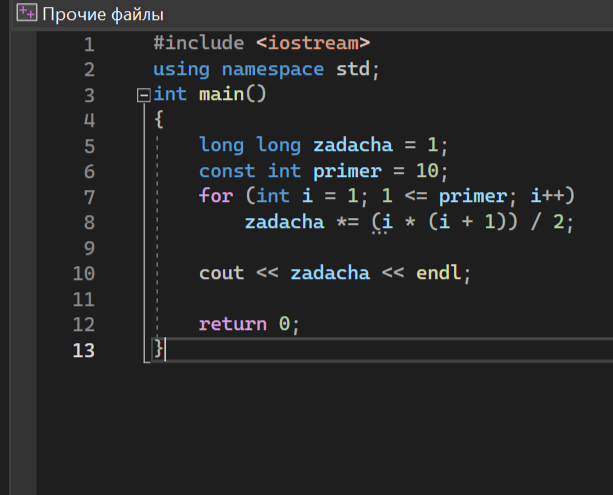 Прочие файлы
1 #include <iostream>
2 using namespace std;
3 int main()
4 {
5 long long zadacha = 1;
6 const int primer = 10;
7 for (int i = 1; 1 <= primer; i++)
8 zadacha *= (i * (i + 1)) / 2;
9
10 cout << zadacha << endl;
11
12 return 0;
13 }